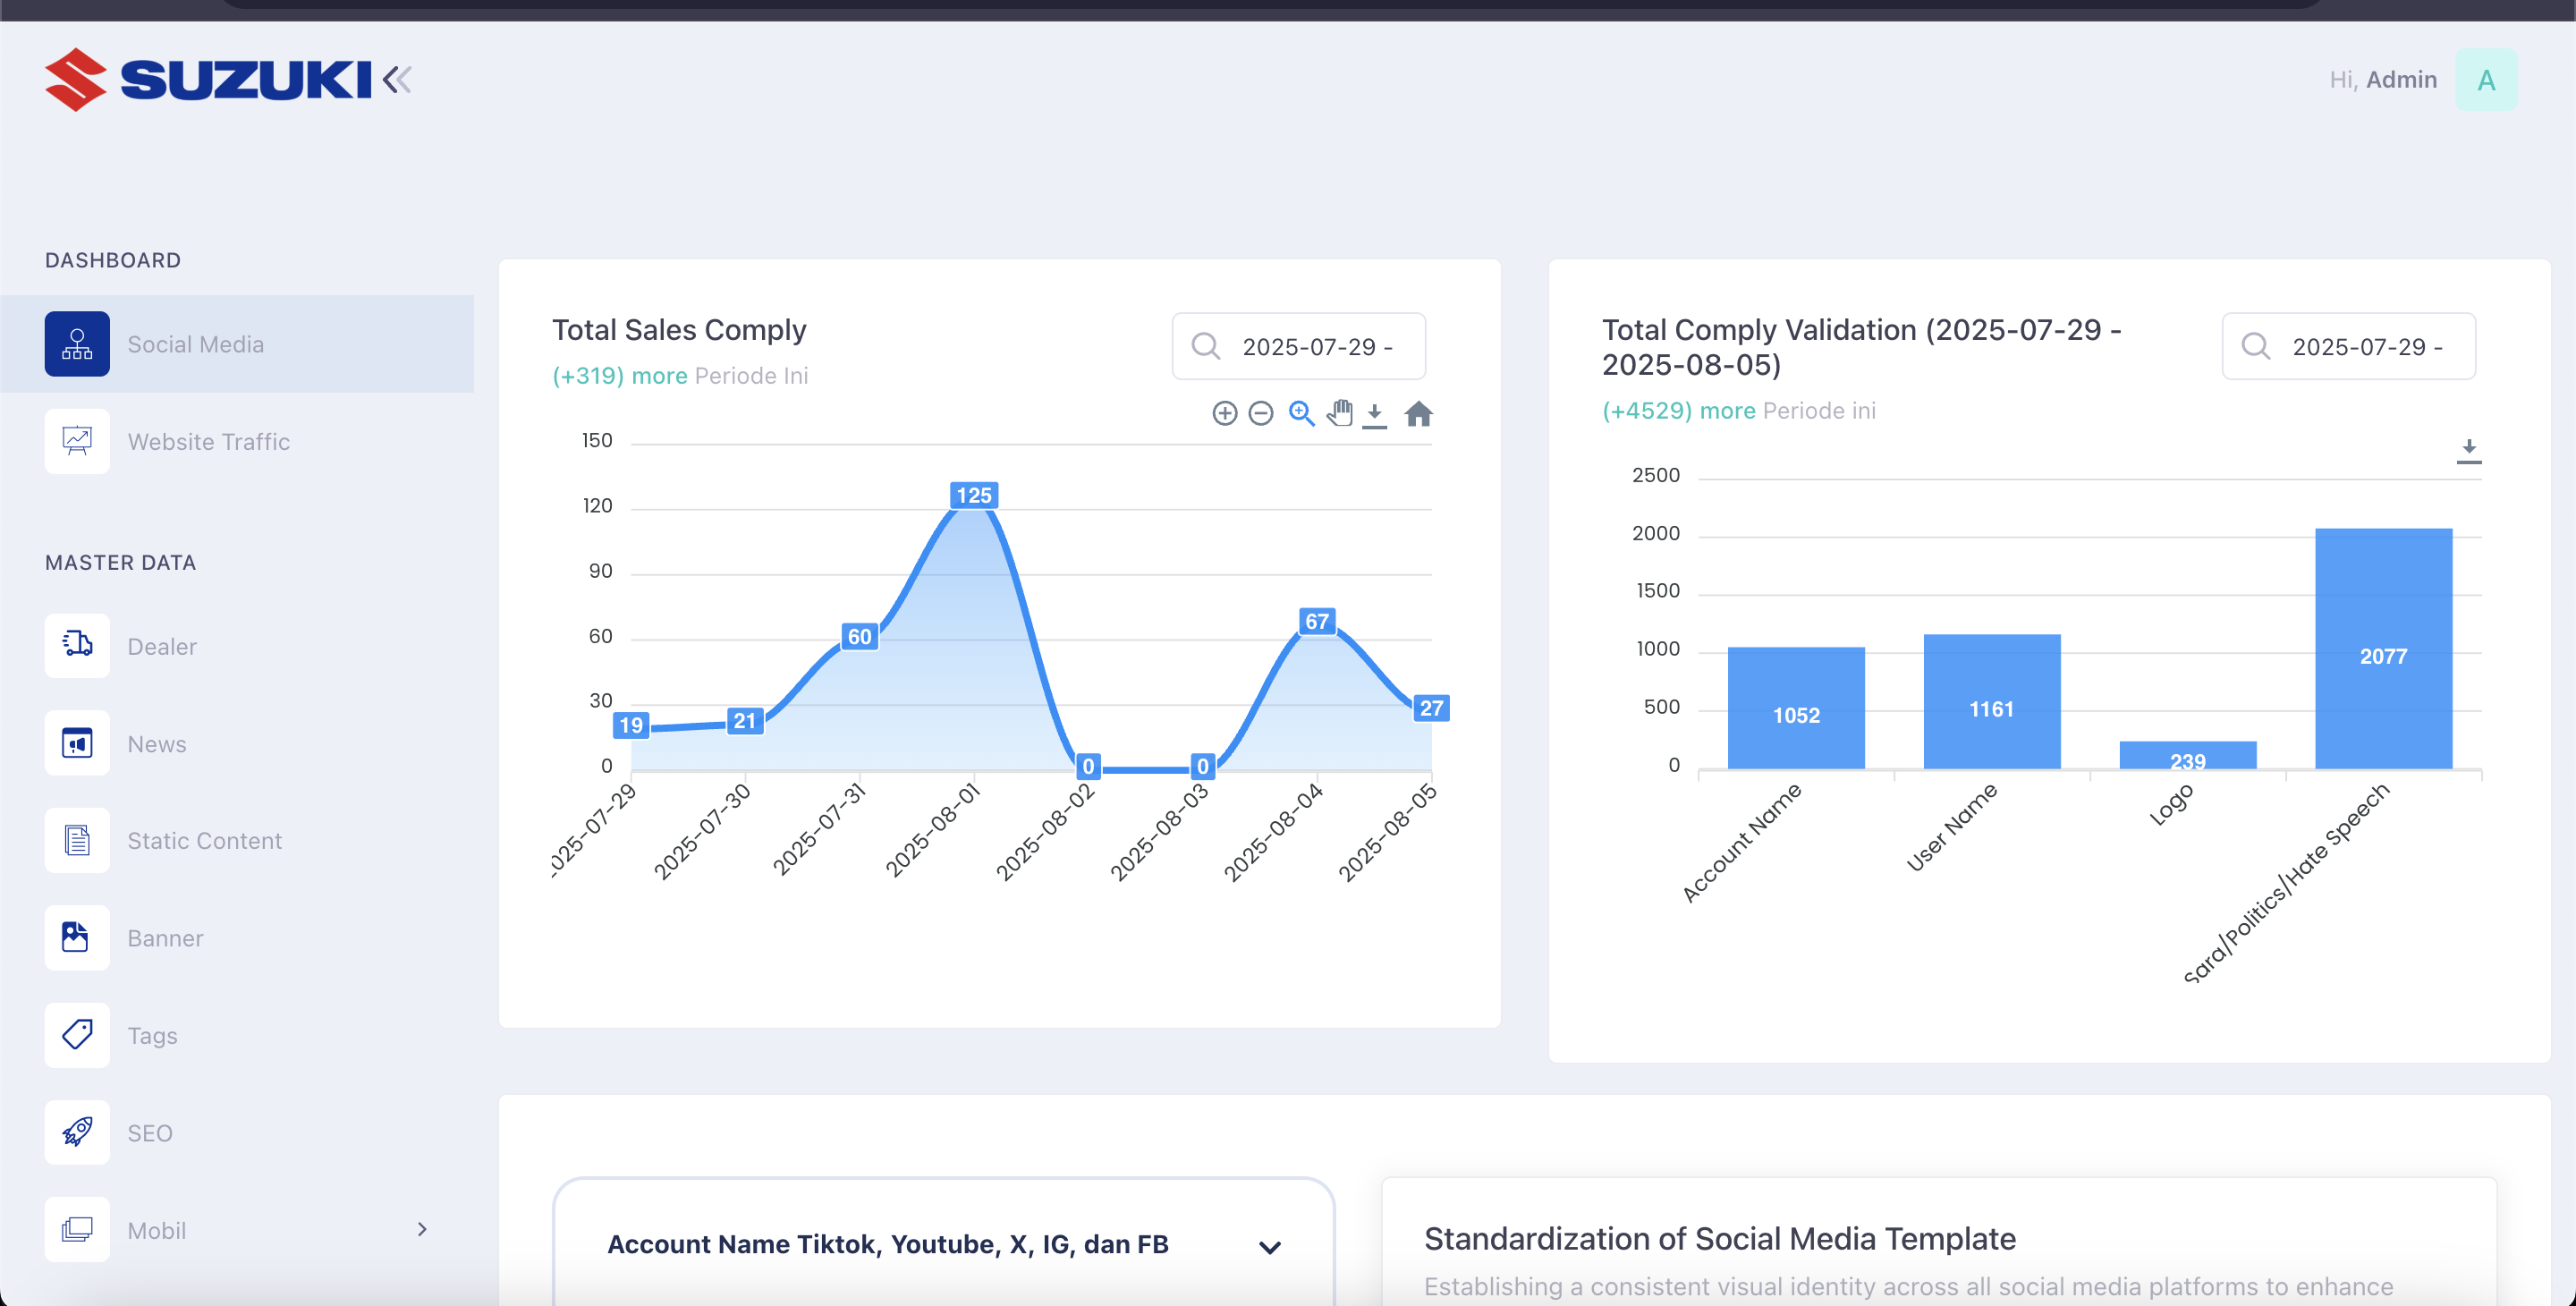 SUZUKI
Hi, Admin
A
DASHBOARD
Social Media
Website Traffic
MASTER DATA
Dealer
News
Static Content
Banner
Tags
SEO
Mobil
Total Sales Comply
(+319) more Periode Ini
2025-07-29 -
150
120
90
60
30
0
19
21
60
125
0
0
67
27
2025-07-30
2025-07-31
2025-08-01
2025-08-02
2025-08-03
2025-08-04
2025-08-05
Total Comply Validation (2025-07-29 -
2025-08-05)
(+4529) more Periode ini
2025-07-29 -
2500
2000
1500
1000
500
0
1052
1161
239
2077
Account Name
User Name
Logo
Sara/Politics/Hate Speech
Account Name Tiktok, Youtube, X, IG, dan FB
Standardization of Social Media Template
Establishing a consistent visual identity across all social media platforms to enhance